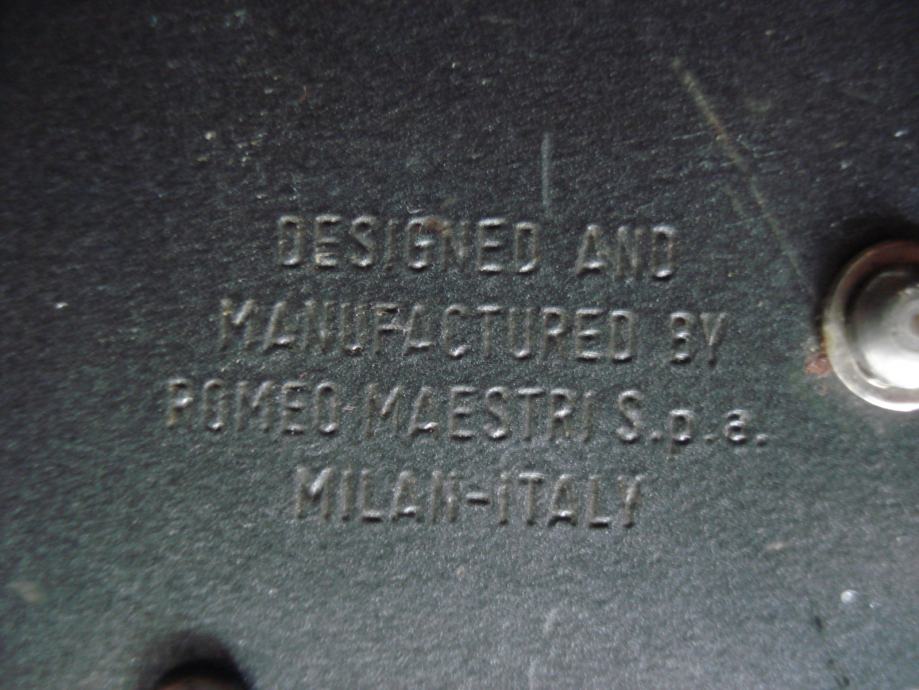 DESIGNED AND
MANUFACTURED BY
ROMEO MAESTRI S.p.a.
MILAN-ITALY